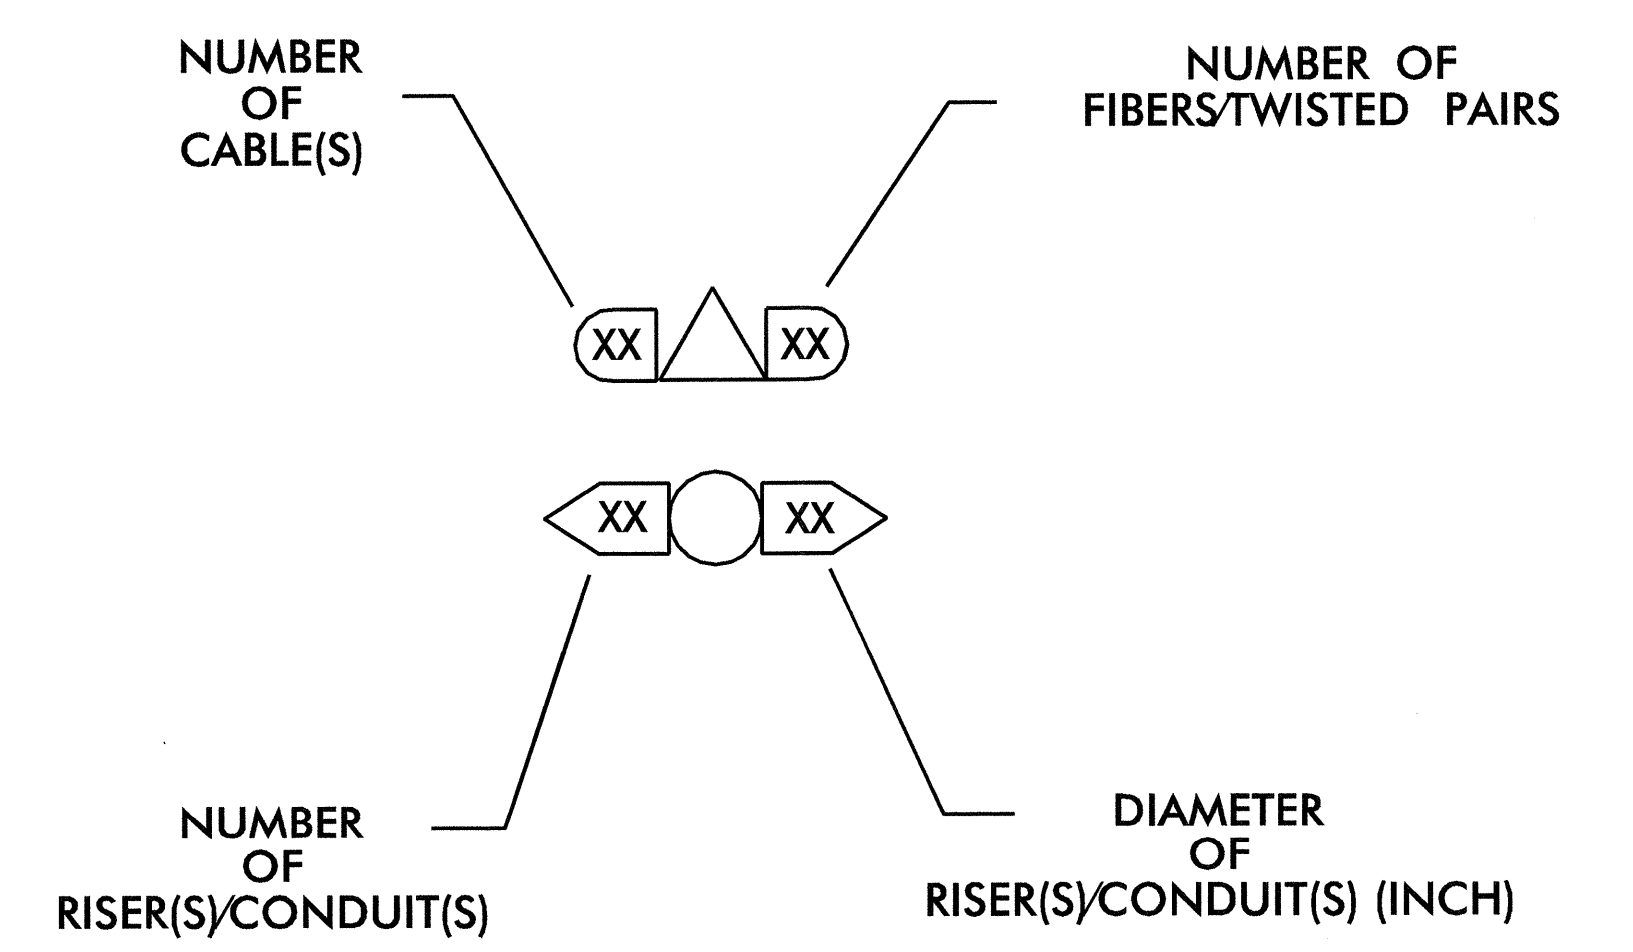 NUMBER
OF
CABLE(S)
NUMBER OF
FIBERS/TWISTED PAIRS
XX
XX
XX
XX
NUMBER
OF
RISER(S)/CONDUIT(S)
DIAMETER
OF
RISER(S)/CONDUIT(S) (INCH)